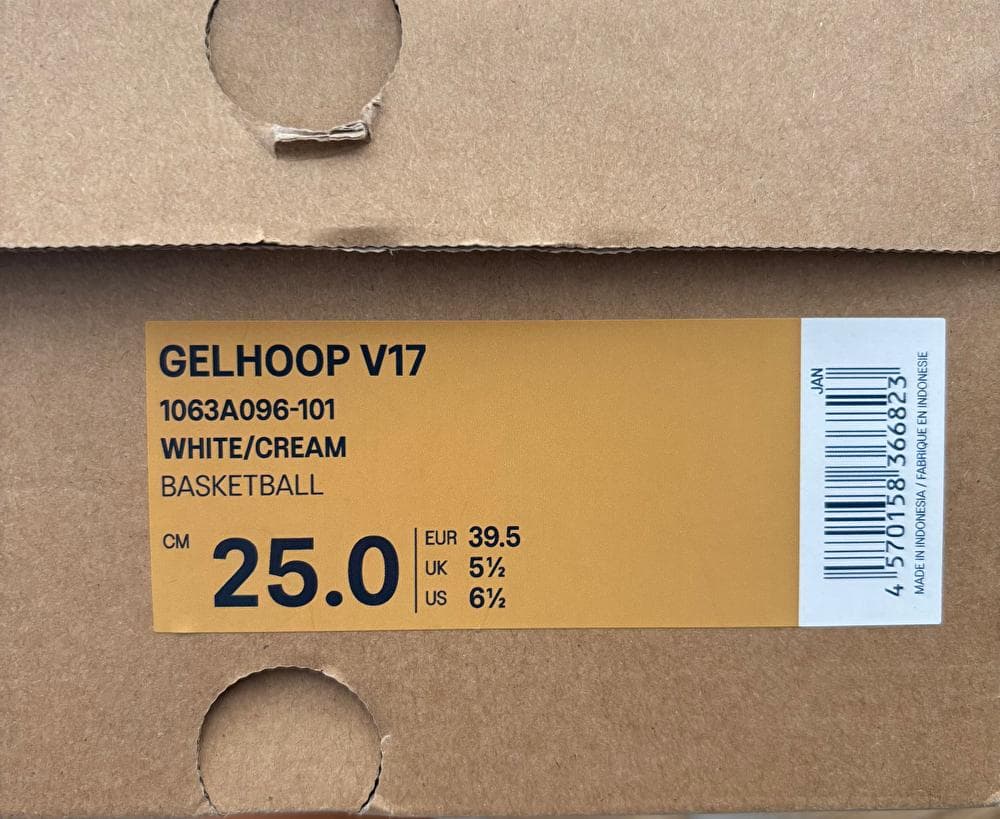 GELHOOP V17
1063A096-101
WHITE/CREAM
BASKETBALL
CM 25.0
EUR 39.5
UK 5½
US 6½
JAN
4 570158 366823
MADE IN INDONESIA / FABRIQUE EN INDONESIE